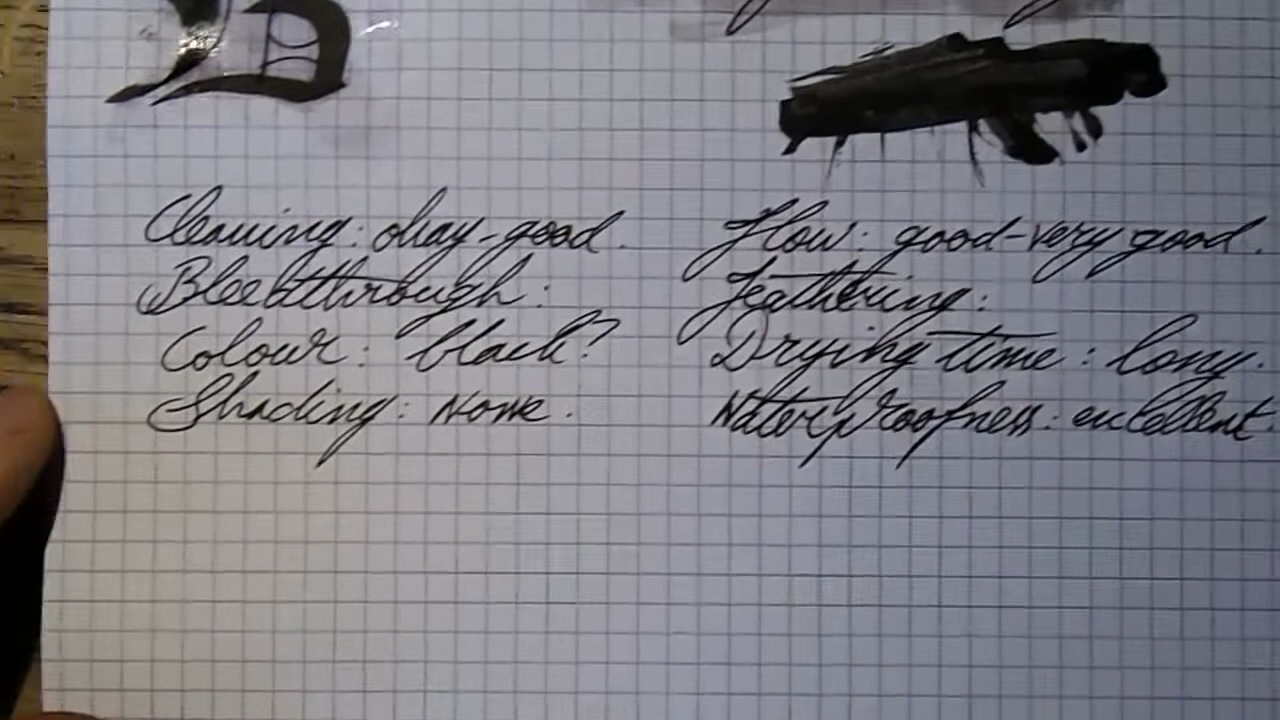 Cleaning: okay-good.
Bleedthrough:
Colour: black?
Shading: None.
Flow: good-very good.
Feathering:
Drying time: long.
Waterproofness: excellent.